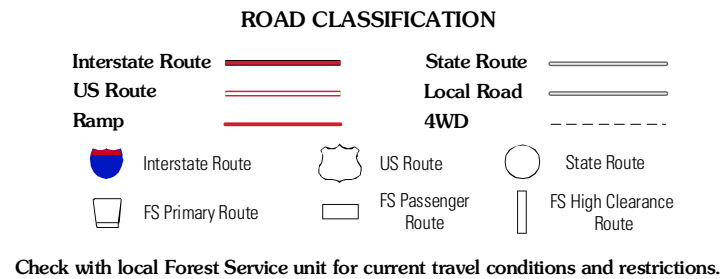 ROAD CLASSIFICATION
Interstate Route
State Route
US Route
Local Road
Ramp
4WD
Interstate Route
US Route
State Route
FS Primary Route
FS Passenger
Route
FS High Clearance
Route
Check with local Forest Service unit for current travel conditions and restrictions.